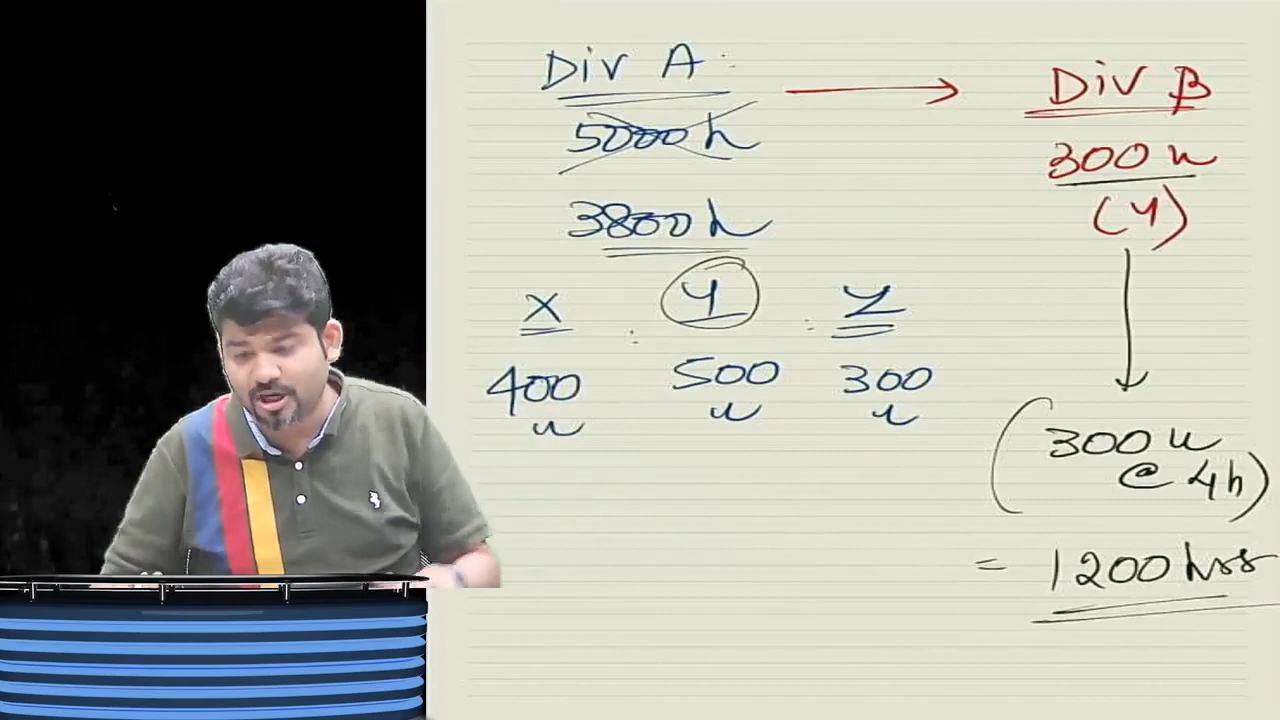 Div A :
5000 h
3800 h
X : Y : Z
400 500 300
u u u
Div B
300 u
(Y)
(300 u
@ 4h)
= 1200 hrs